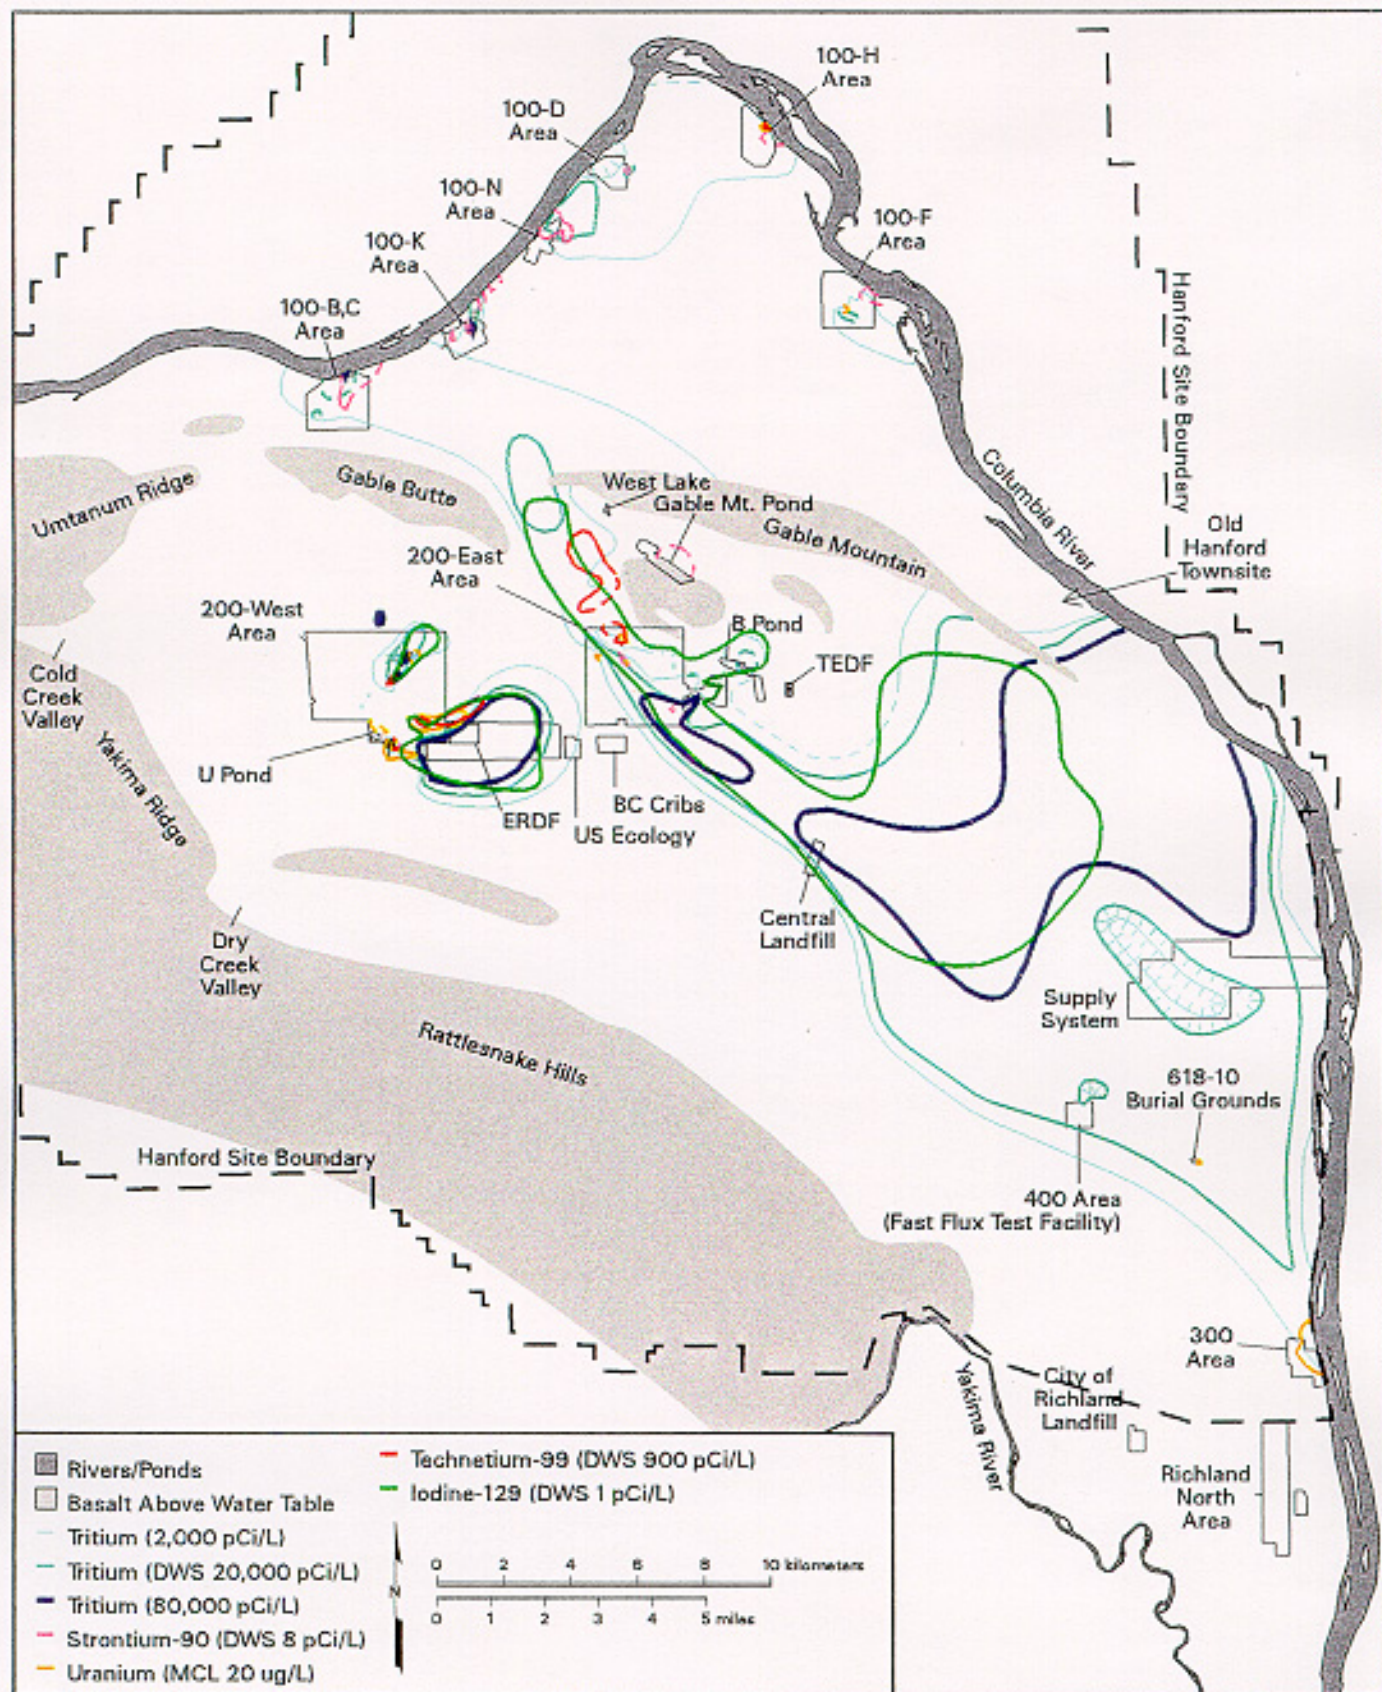 100-H
Area
100-D
Area
100-N
Area
100-F
Area
100-K
Area
100-B,C
Area
Hanford Site Boundary
Columbia River
Umtanum Ridge
Gable Butte
West Lake
Gable Mt. Pond
Gable Mountain
Old
Hanford
Townsite
200-East
Area
200-West
Area
B Pond
TEDF
Cold
Creek
Valley
Yakima Ridge
U Pond
ERDF
BC Cribs
US Ecology
Central
Landfill
Dry
Creek
Valley
Supply
System
Rattlesnake Hills
618-10
Burial Grounds
Hanford Site Boundary
400 Area
(Fast Flux Test Facility)
300
Area
City of
Richland
Landfill
Yakima River
Richland
North
Area
Rivers/Ponds
Basalt Above Water Table
Tritium (2,000 pCi/L)
Tritium (DWS 20,000 pCi/L)
Tritium (80,000 pCi/L)
Strontium-90 (DWS 8 pCi/L)
Uranium (MCL 20 ug/L)
Technetium-99 (DWS 900 pCi/L)
Iodine-129 (DWS 1 pCi/L)
N
0 2 4 6 8 10 kilometers
0 1 2 3 4 5 miles